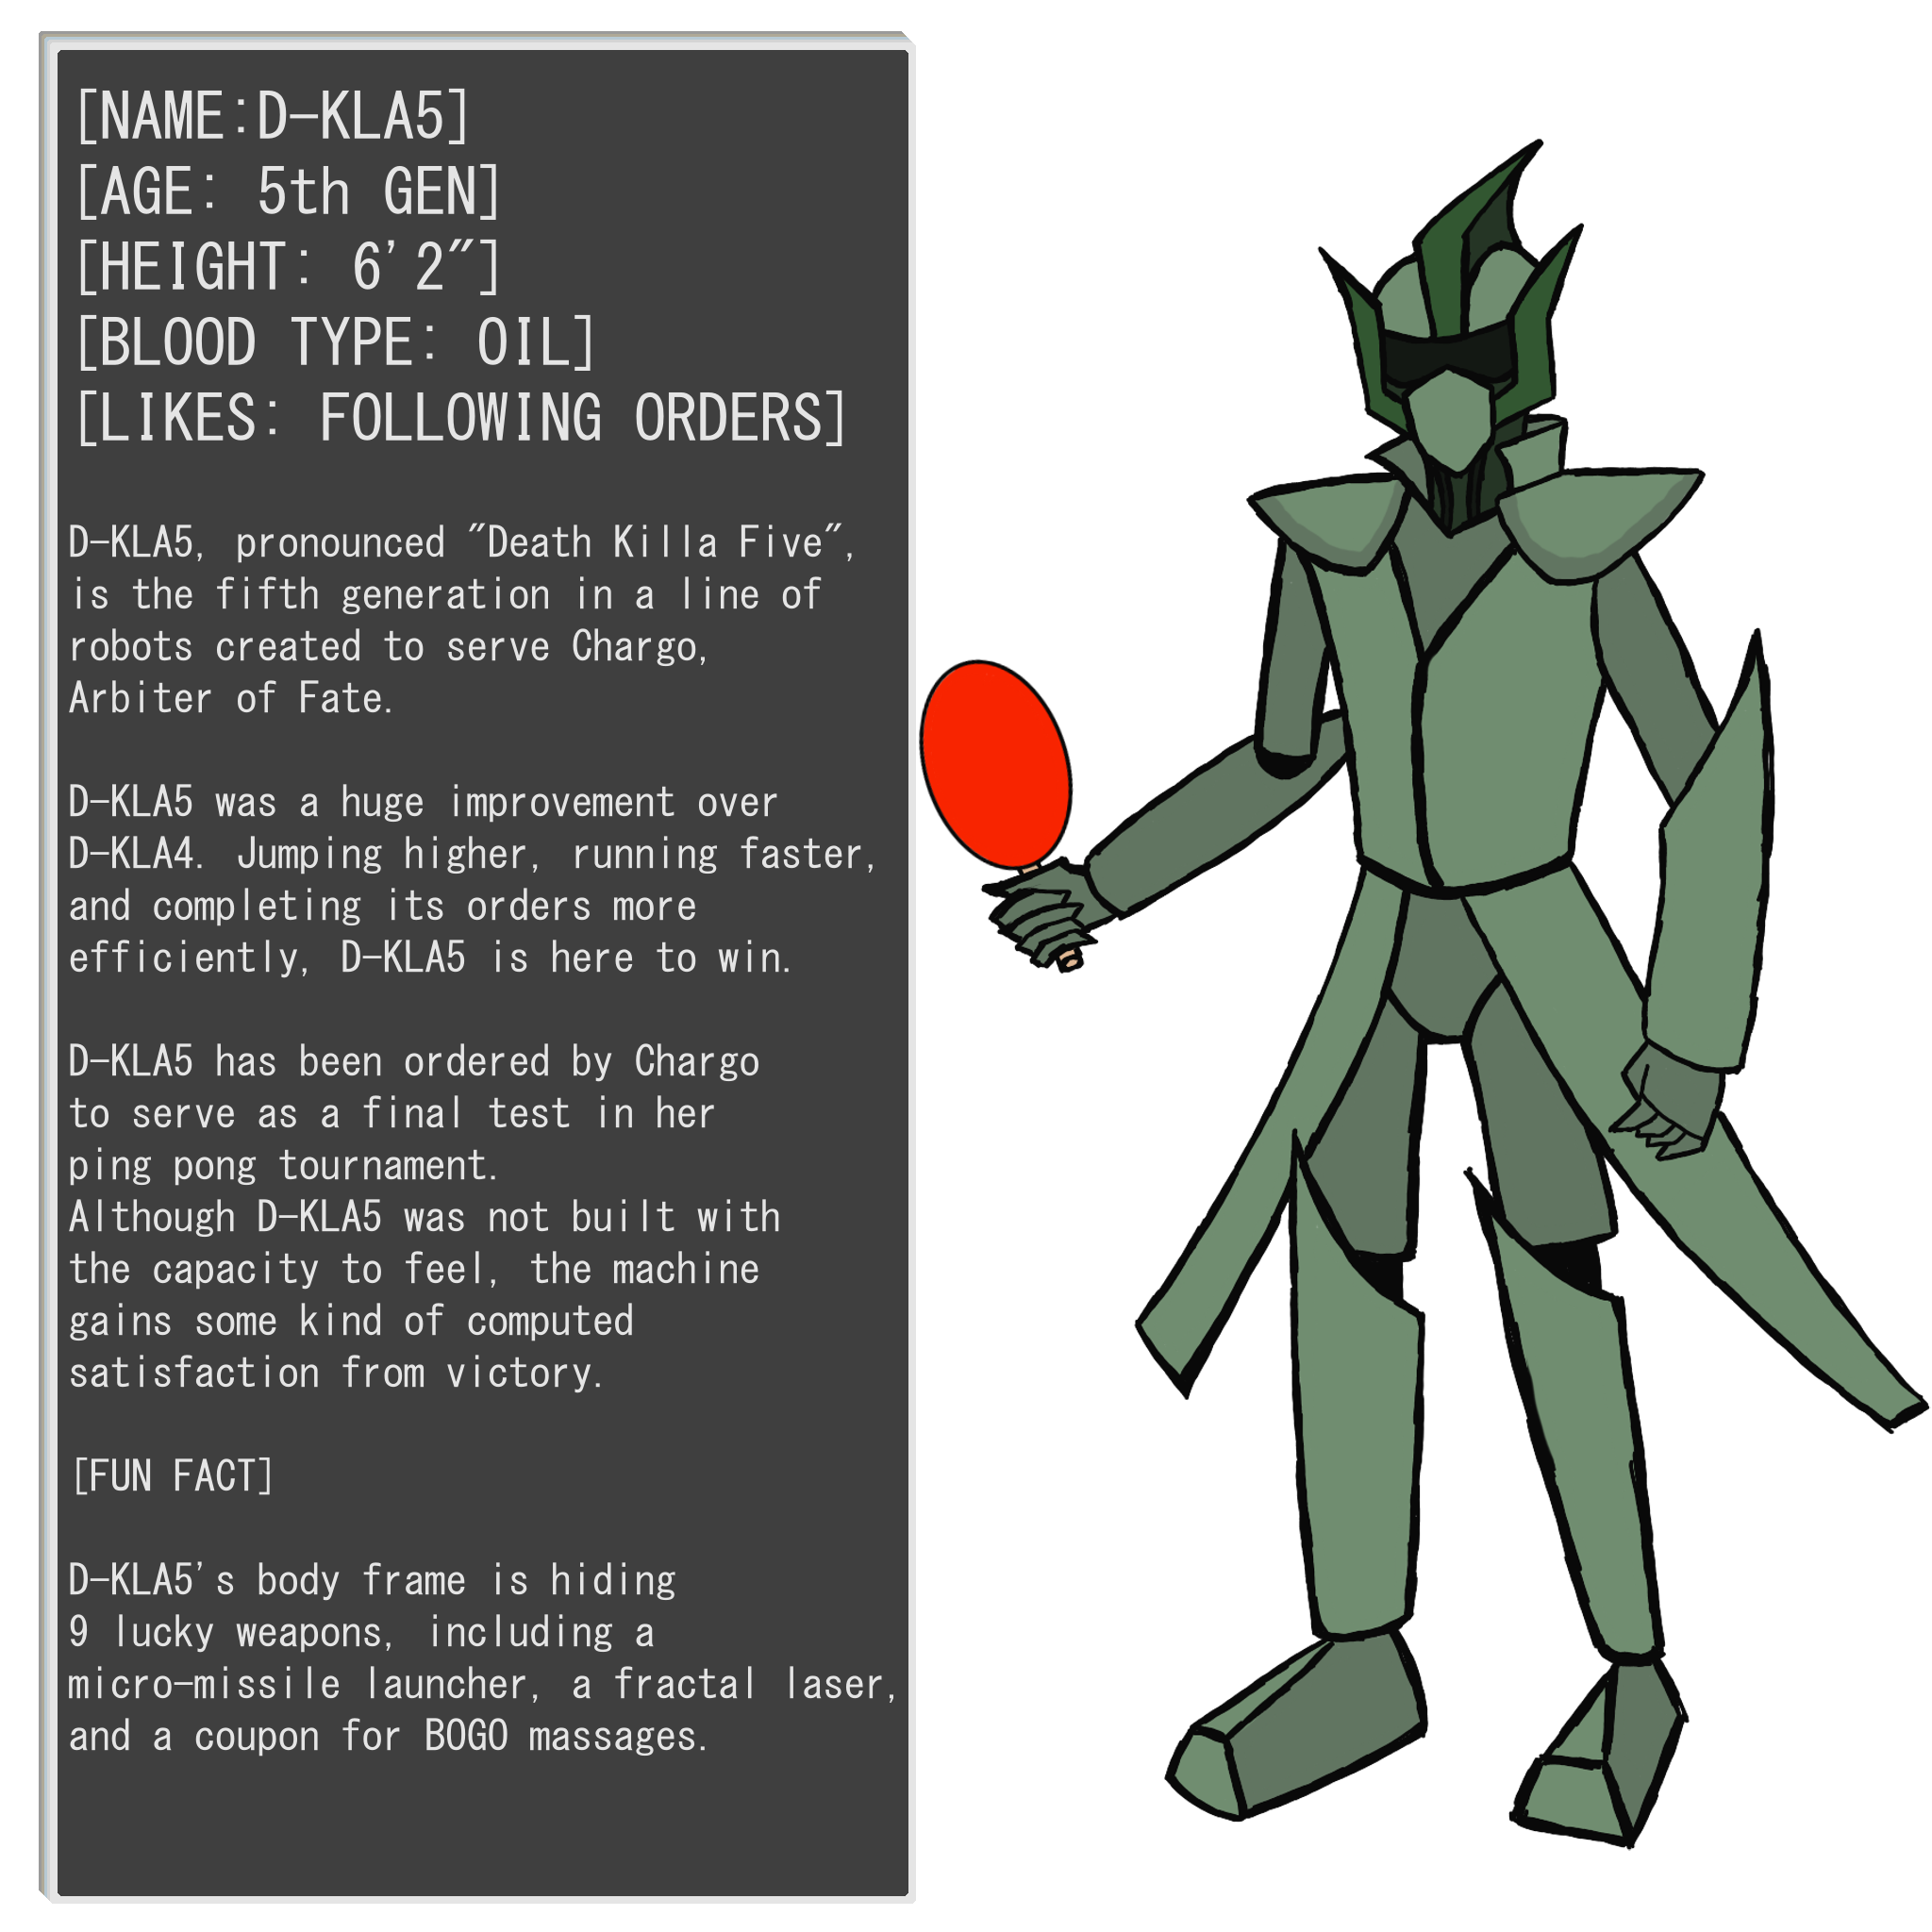 [NAME:D-KLA5]
[AGE: 5th GEN]
[HEIGHT: 6'2"]
[BLOOD TYPE: OIL]
[LIKES: FOLLOWING ORDERS]
D-KLA5, pronounced "Death Killa Five",
is the fifth generation in a line of
robots created to serve Chargo,
Arbiter of Fate.
D-KLA5 was a huge improvement over
D-KLA4. Jumping higher, running faster,
and completing its orders more
efficiently, D-KLA5 is here to win.
D-KLA5 has been ordered by Chargo
to serve as a final test in her
ping pong tournament.
Although D-KLA5 was not built with
the capacity to feel, the machine
gains some kind of computed
satisfaction from victory.
[FUN FACT]
D-KLA5's body frame is hiding
9 lucky weapons, including a
micro-missile launcher, a fractal laser,
and a coupon for BOGO massages.